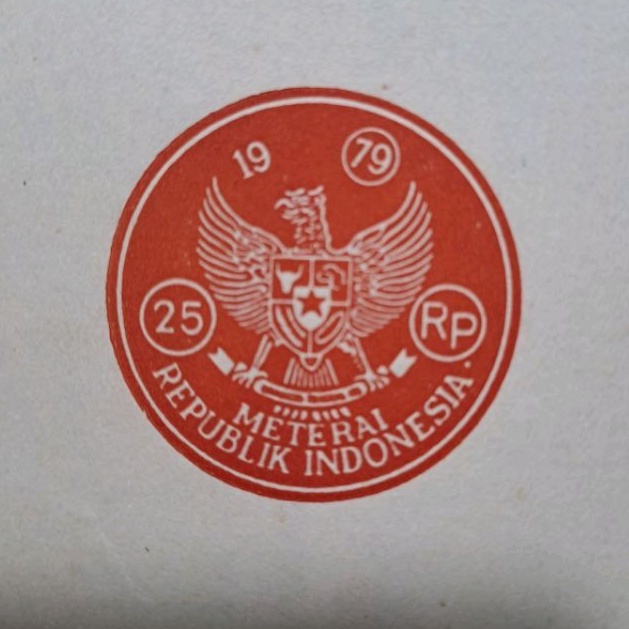 19 79
25 RP
METERAI
REPUBLIK INDONESIA